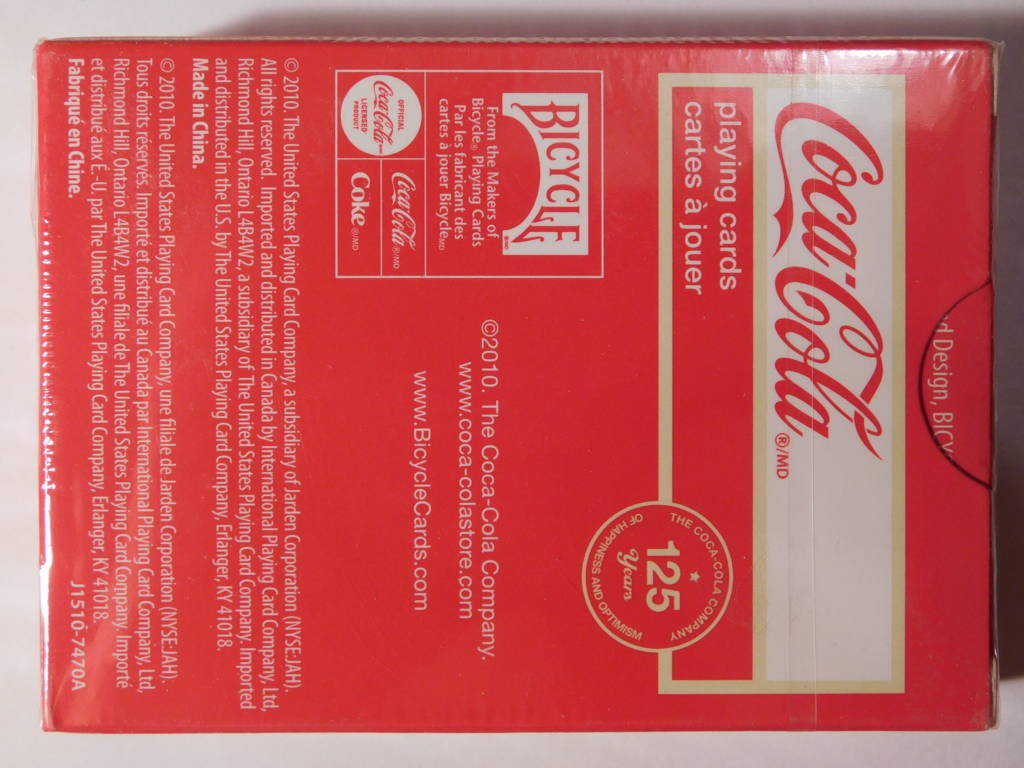 Design, BICY
Coca-Cola ®/MD
playing cards
cartes à jouer
THE COCA-COLA COMPANY
125
Years
OF HAPPINESS AND OPTIMISM
BICYCLE
®/MD
From the Makers of
Bicycle® Playing Cards
Par les fabricant des
cartes à jouer BicycleMD
OFFICIAL
Coca-Cola
LICENSED
PRODUCT
Coca-Cola ®/MD
Coke ®/MD
©2010. The Coca-Cola Company.
www.coca-colastore.com
www.BicycleCards.com
© 2010. The United States Playing Card Company, a subsidiary of Jarden Corporation (NYSE:JAH).
All rights reserved. Imported and distributed in Canada by International Playing Card Company, Ltd,
Richmond Hill, Ontario L4B4W2, a subsidiary of The United States Playing Card Company. Imported
and distributed in the U.S. by The United States Playing Card Company, Erlanger, KY 41018.
Made in China.
© 2010. The United States Playing Card Company, une filiale de Jarden Corporation (NYSE:JAH).
Tous droits réservés. Importé et distribué au Canada par International Playing Card Company, Ltd,
Richmond Hill, Ontario L4B4W2, une filiale de The United States Playing Card Company. Importé
et distribué aux É.-U. par The United States Playing Card Company, Erlanger, KY 41018.
Fabriqué en Chine.
J1510-7470A